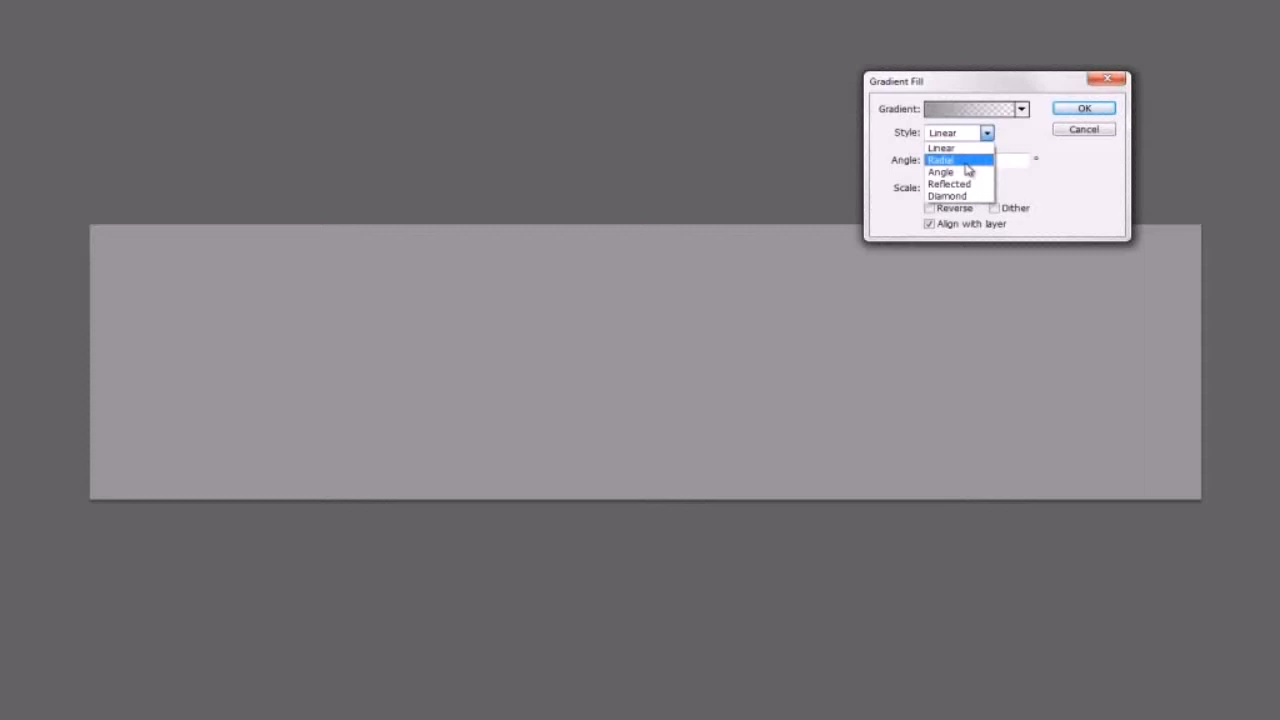 Gradient Fill
Gradient: OK
Style: Linear Cancel
Linear
Angle: Radial °
Angle
Scale: Reflected
Diamond
Reverse Dither
Align with layer